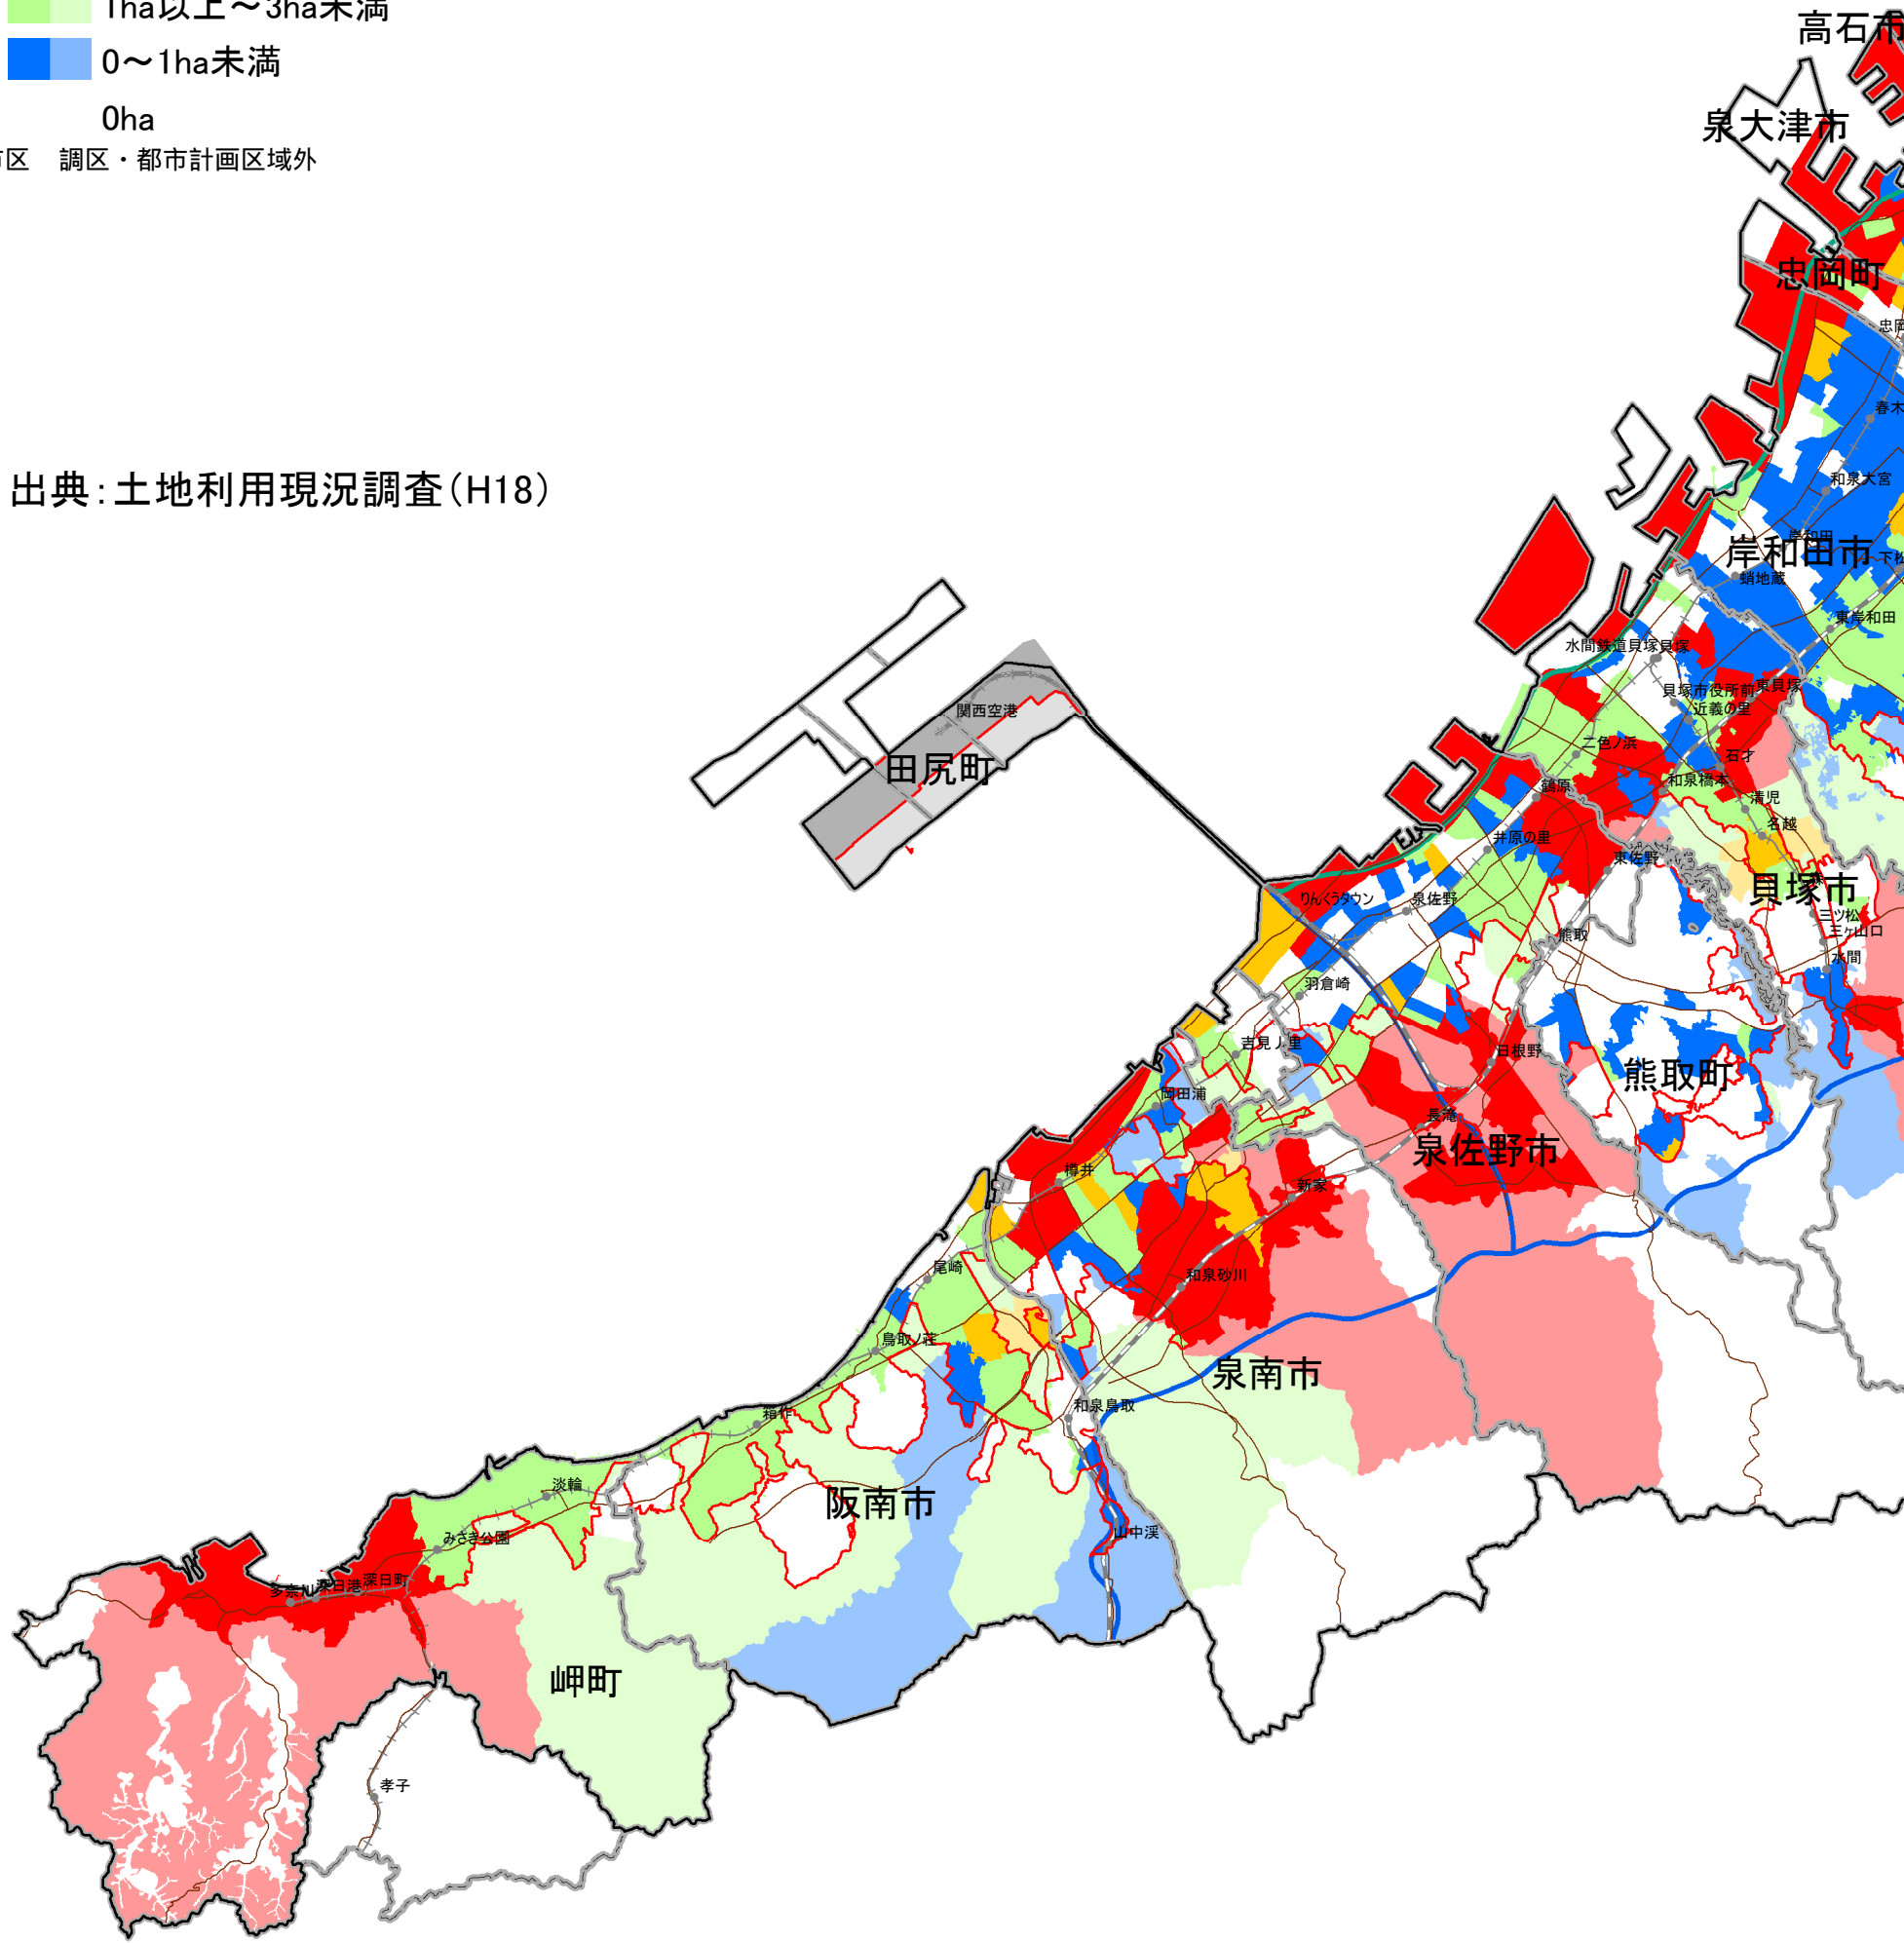 1ha以上～3ha未満
0～1ha未満
0ha
市区　調区・都市計画区域外
出典：土地利用現況調査（H18）
高石市
泉大津市
忠岡町
忠岡
春木
和泉大宮
岸和田
岸和田市
下松
蛸地蔵
東岸和田
水間鉄道貝塚
貝塚
貝塚市役所前
東貝塚
近義の里
関西空港
田尻町
二色ノ浜
石才
和泉橋本
鶴原
清児
名越
井原の里
東佐野
貝塚市
りんくうタウン
泉佐野
三ツ松
三ヶ山口
熊取
水間
羽倉崎
吉見ノ里
日根野
熊取町
岡田浦
長滝
泉佐野市
樽井
新家
尾崎
和泉砂川
鳥取ノ荘
泉南市
和泉鳥取
箱作
淡輪
阪南市
山中渓
みさき公園
多奈川
深日港
深日町
岬町
孝子